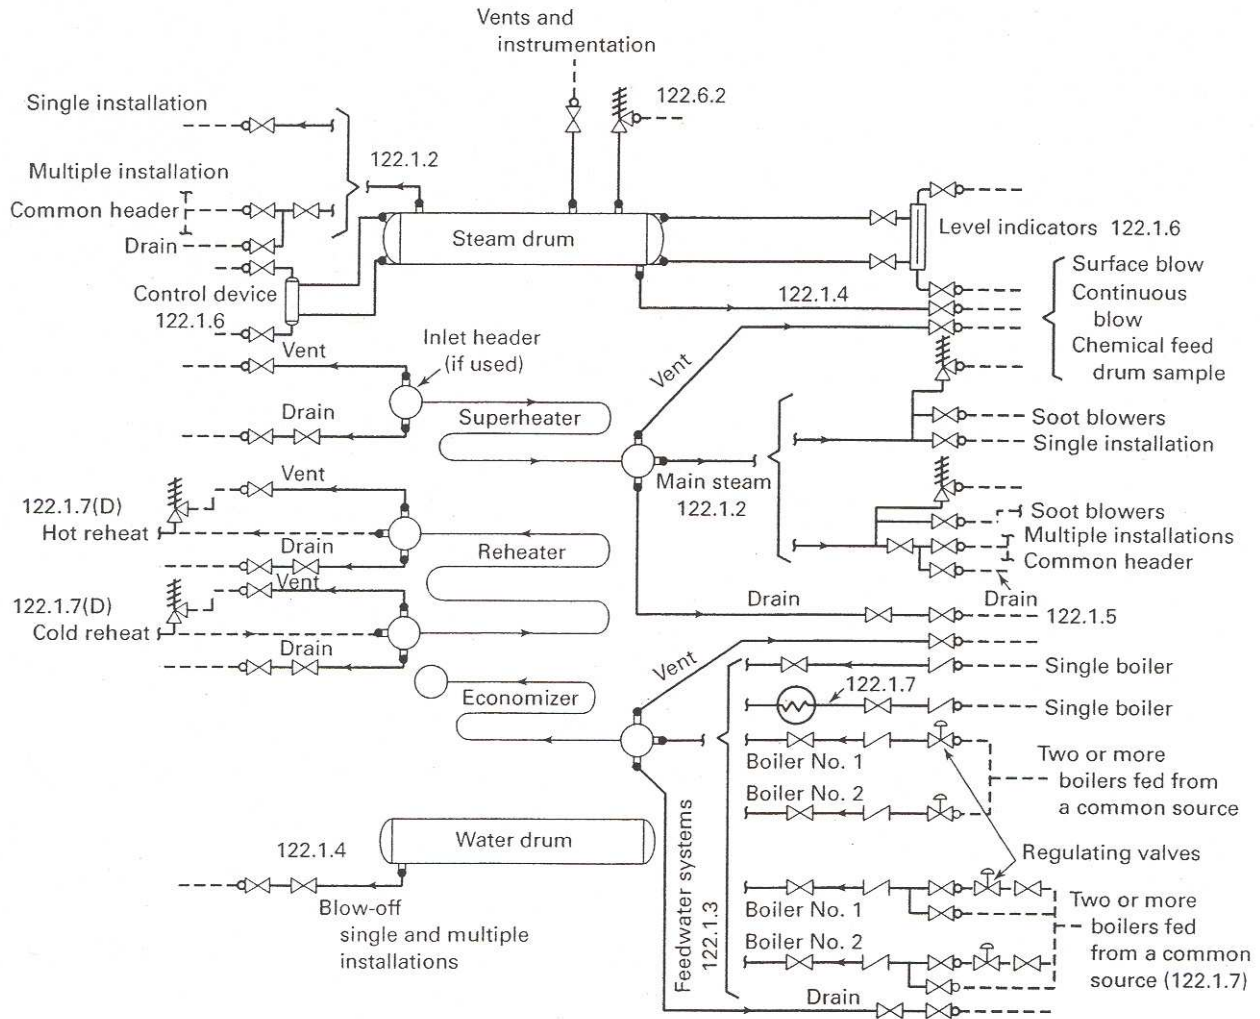 Vents and
instrumentation
Single installation
122.6.2
122.1.2
Multiple installation
Common header
Drain
Steam drum
Level indicators 122.1.6
Control device
122.1.6
122.1.4
Surface blow
Continuous
blow
Chemical feed
drum sample
Vent
Inlet header
(if used)
Vent
Drain
Superheater
Soot blowers
Single installation
Main steam
122.1.2
Vent
122.1.7(D)
Hot reheat
Drain
Reheater
Soot blowers
Multiple installations
Common header
Drain
Vent
122.1.7(D)
Cold reheat
Drain
Drain
122.1.5
Vent
Economizer
Single boiler
122.1.7
Single boiler
Boiler No. 1
Boiler No. 2
Two or more
boilers fed from
a common source
Regulating valves
Water drum
122.1.4
Blow-off
single and multiple
installations
Feedwater systems
122.1.3
Boiler No. 1
Boiler No. 2
Two or more
boilers fed
from a common
source (122.1.7)
Drain